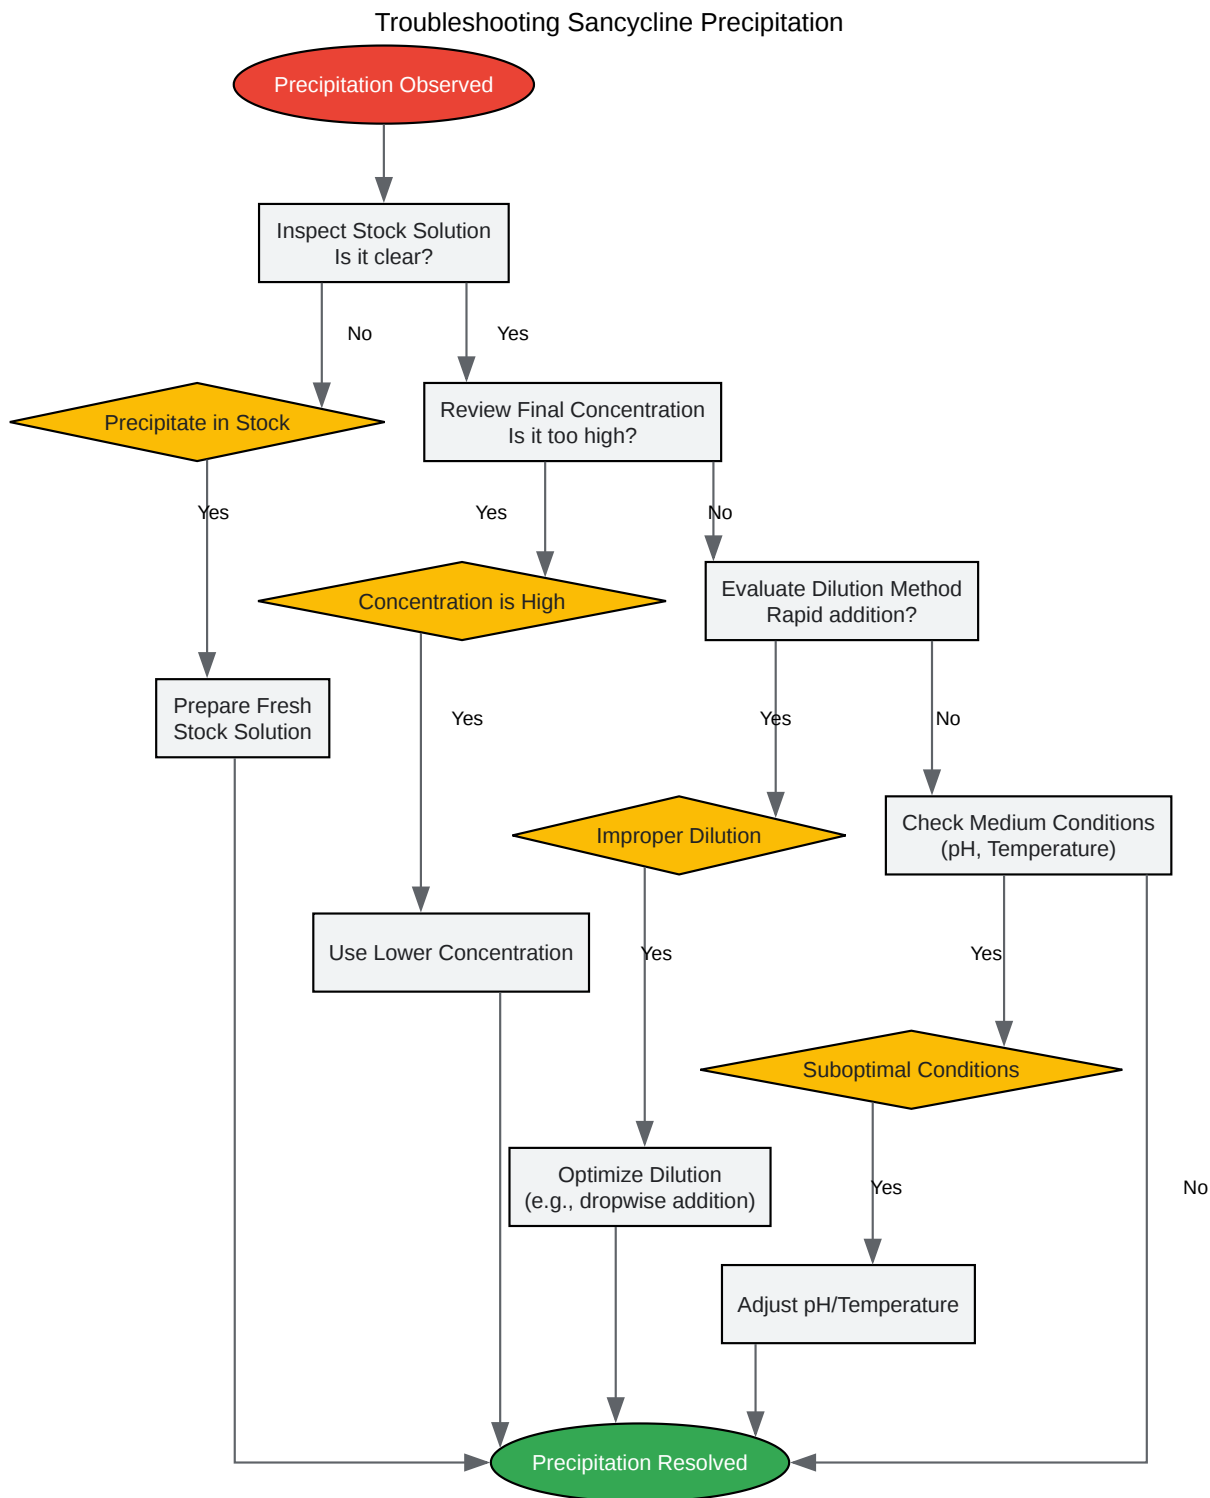 Troubleshooting Sancycline Precipitation
Precipitation Observed
Inspect Stock Solution
Is it clear?
No
Yes
Precipitate in Stock
Review Final Concentration
Is it too high?
Yes
Yes
No
Concentration is High
Evaluate Dilution Method
Rapid addition?
Prepare Fresh
Stock Solution
Yes
Yes
No
Improper Dilution
Check Medium Conditions
(pH, Temperature)
Use Lower Concentration
Yes
Yes
Suboptimal Conditions
Optimize Dilution
(e.g., dropwise addition)
Yes
No
Adjust pH/Temperature
Precipitation Resolved